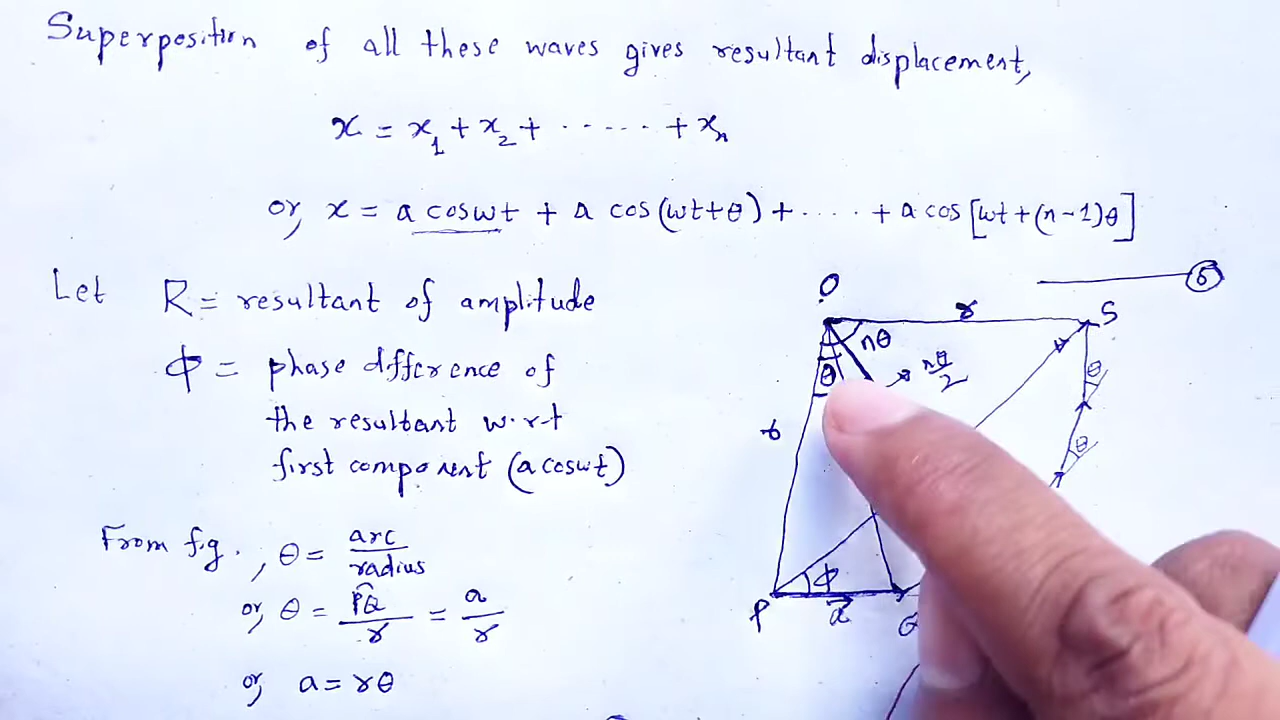 Superposition of all these waves gives resultant displacement,
x = x₁ + x₂ + ...... + xₙ
or, x = a cosωt + a cos(ωt+θ) + ..... + a cos[ωt+(n-1)θ]
5
Let R = resultant of amplitude
Φ = phase difference of
the resultant w.r.t
first component (a cosωt)
From fig., θ = arc/radius
or, θ = PQ/r = a/r
or, a = rθ
O
r
S
nθ
θ
nθ/2
θ
r
θ
Φ
P
a
Q